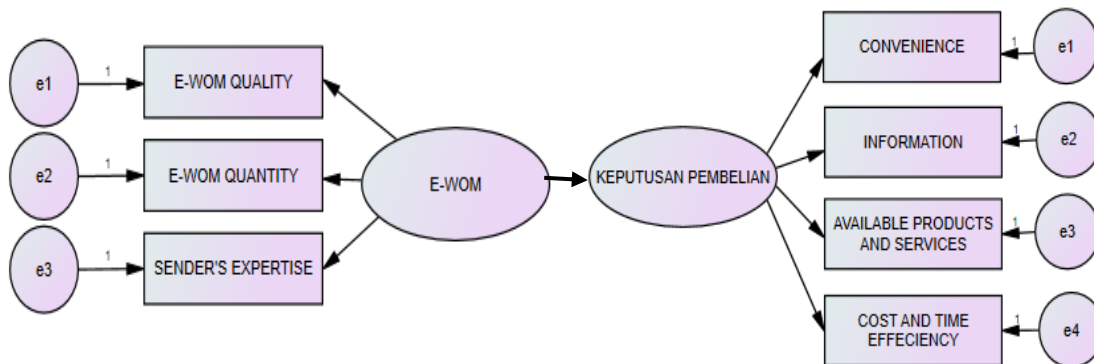 e1
1
E-WOM QUALITY
e2
1
E-WOM QUANTITY
e3
1
SENDER'S EXPERTISE
E-WOM
KEPUTUSAN PEMBELIAN
CONVENIENCE
1
e1
INFORMATION
1
e2
AVAILABLE PRODUCTS
AND SERVICES
1
e3
COST AND TIME
EFFECIENCY
1
e4